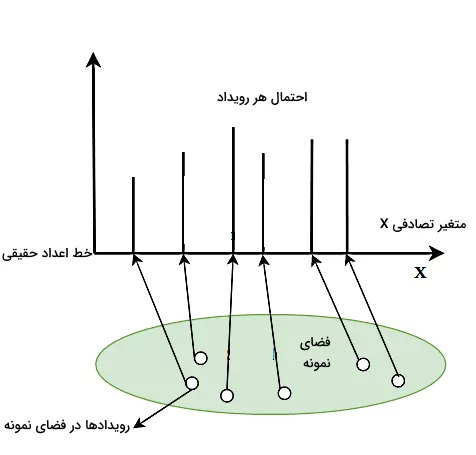 احتمال هر رویداد
متغیر تصادفی X
خط اعداد حقیقی
X
فضای
نمونه
رویدادها در فضای نمونه